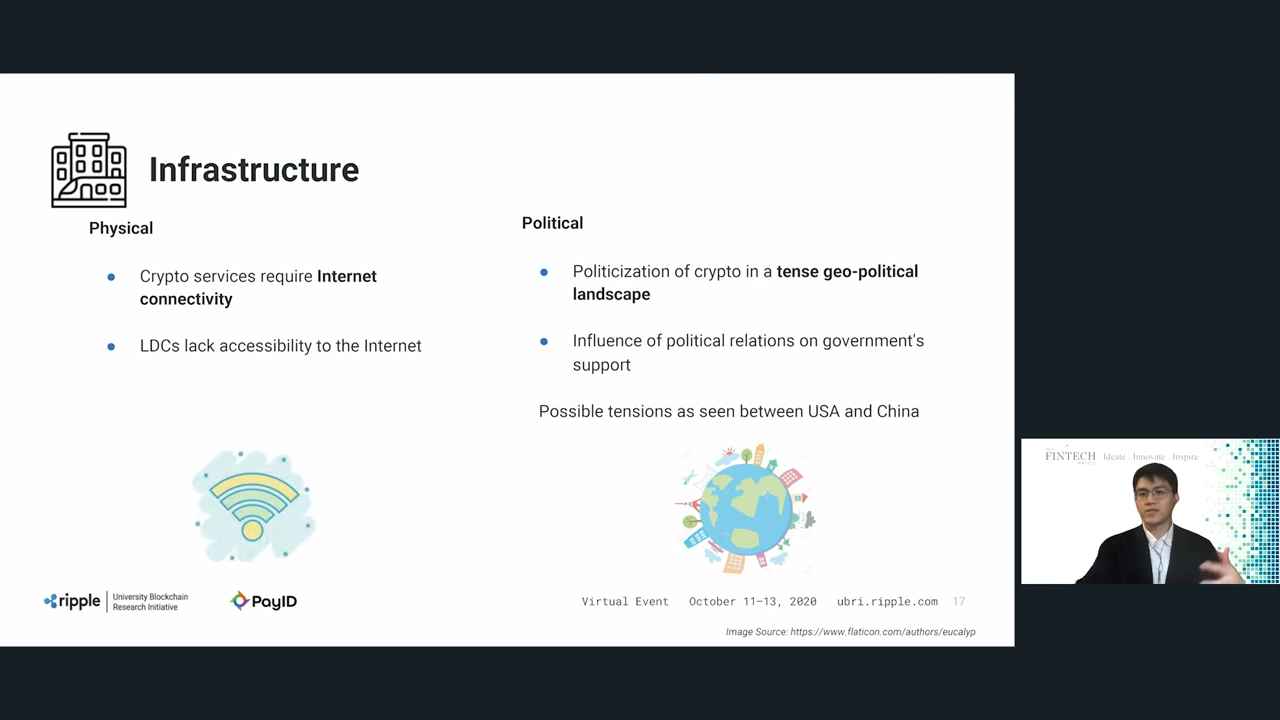 Infrastructure
Physical
● Crypto services require Internet
connectivity
● LDCs lack accessibility to the Internet
Political
● Politicization of crypto in a tense geo-political
landscape
● Influence of political relations on government's
support
Possible tensions as seen between USA and China
ripple
University Blockchain
Research Initiative
PayID
Virtual Event October 11–13, 2020 ubri.ripple.com 17
Image Source: https://www.flaticon.com/authors/eucalyp
FINTECH
Ideate . Innovate . Inspire